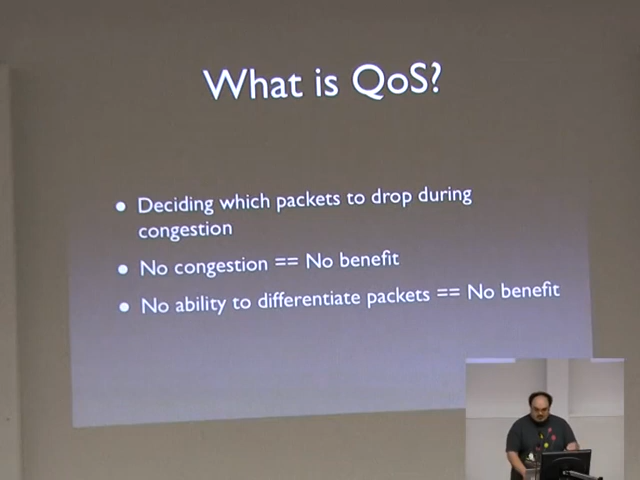 What is QoS?
• Deciding which packets to drop during
congestion
• No congestion == No benefit
• No ability to differentiate packets == No benefit